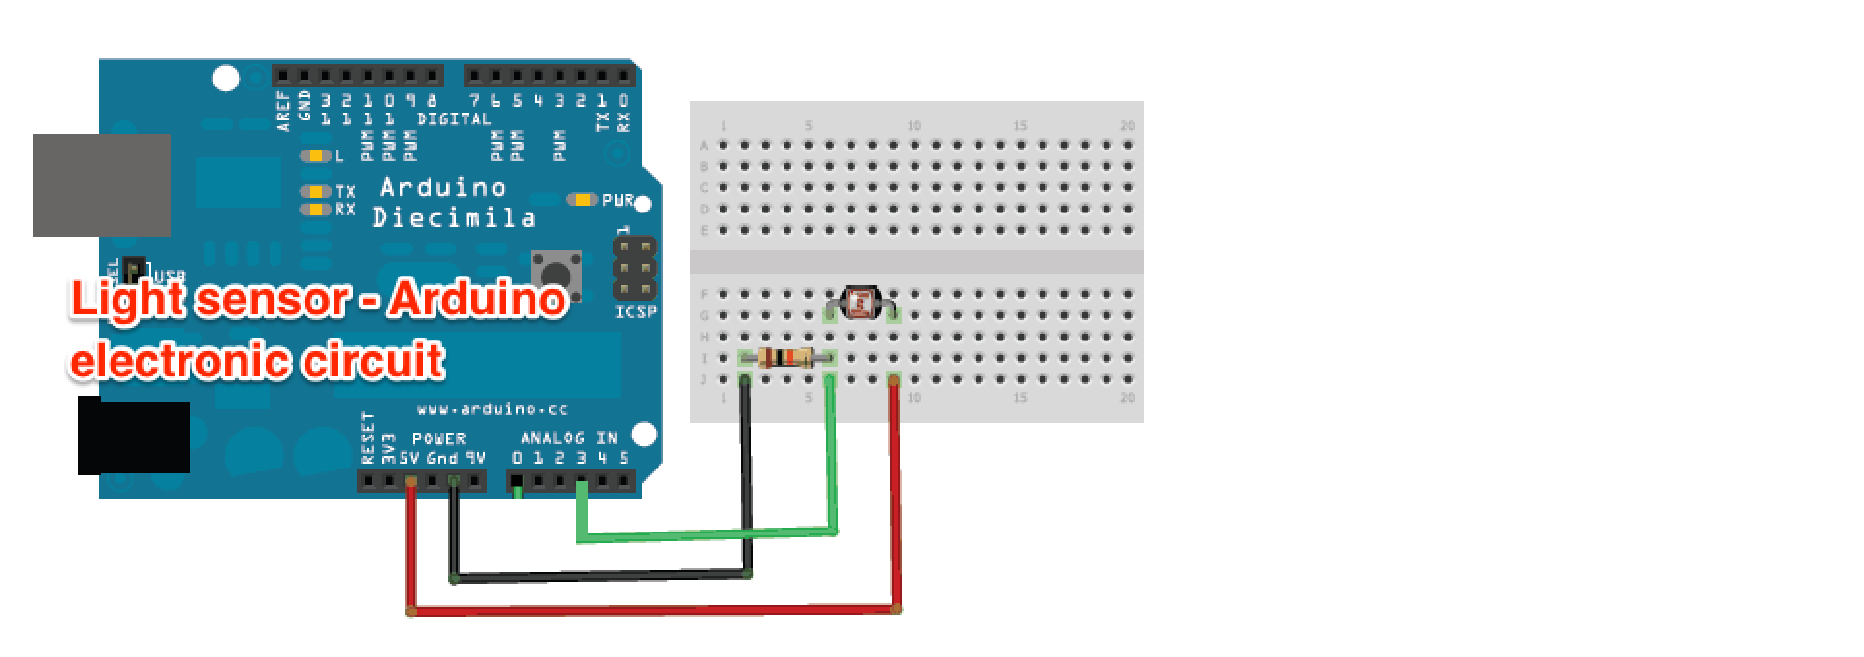 AREF GND 13 12 11 10 9 8 7 6 5 4 3 2 1 0
DIGITAL
PWM PWM PWM PWM PWM PWM TX RX
L
TX
RX
Arduino
Diecimila
PWR
1
USB
ICSP
Light sensor - Arduino
electronic circuit
www.arduino.cc
POWER
ANALOG IN
RESET 3V3 5V Gnd 9V 0 1 2 3 4 5
1 5 10 15 20
A
B
C
D
E
F
G
H
I
J
1 5 10 15 20